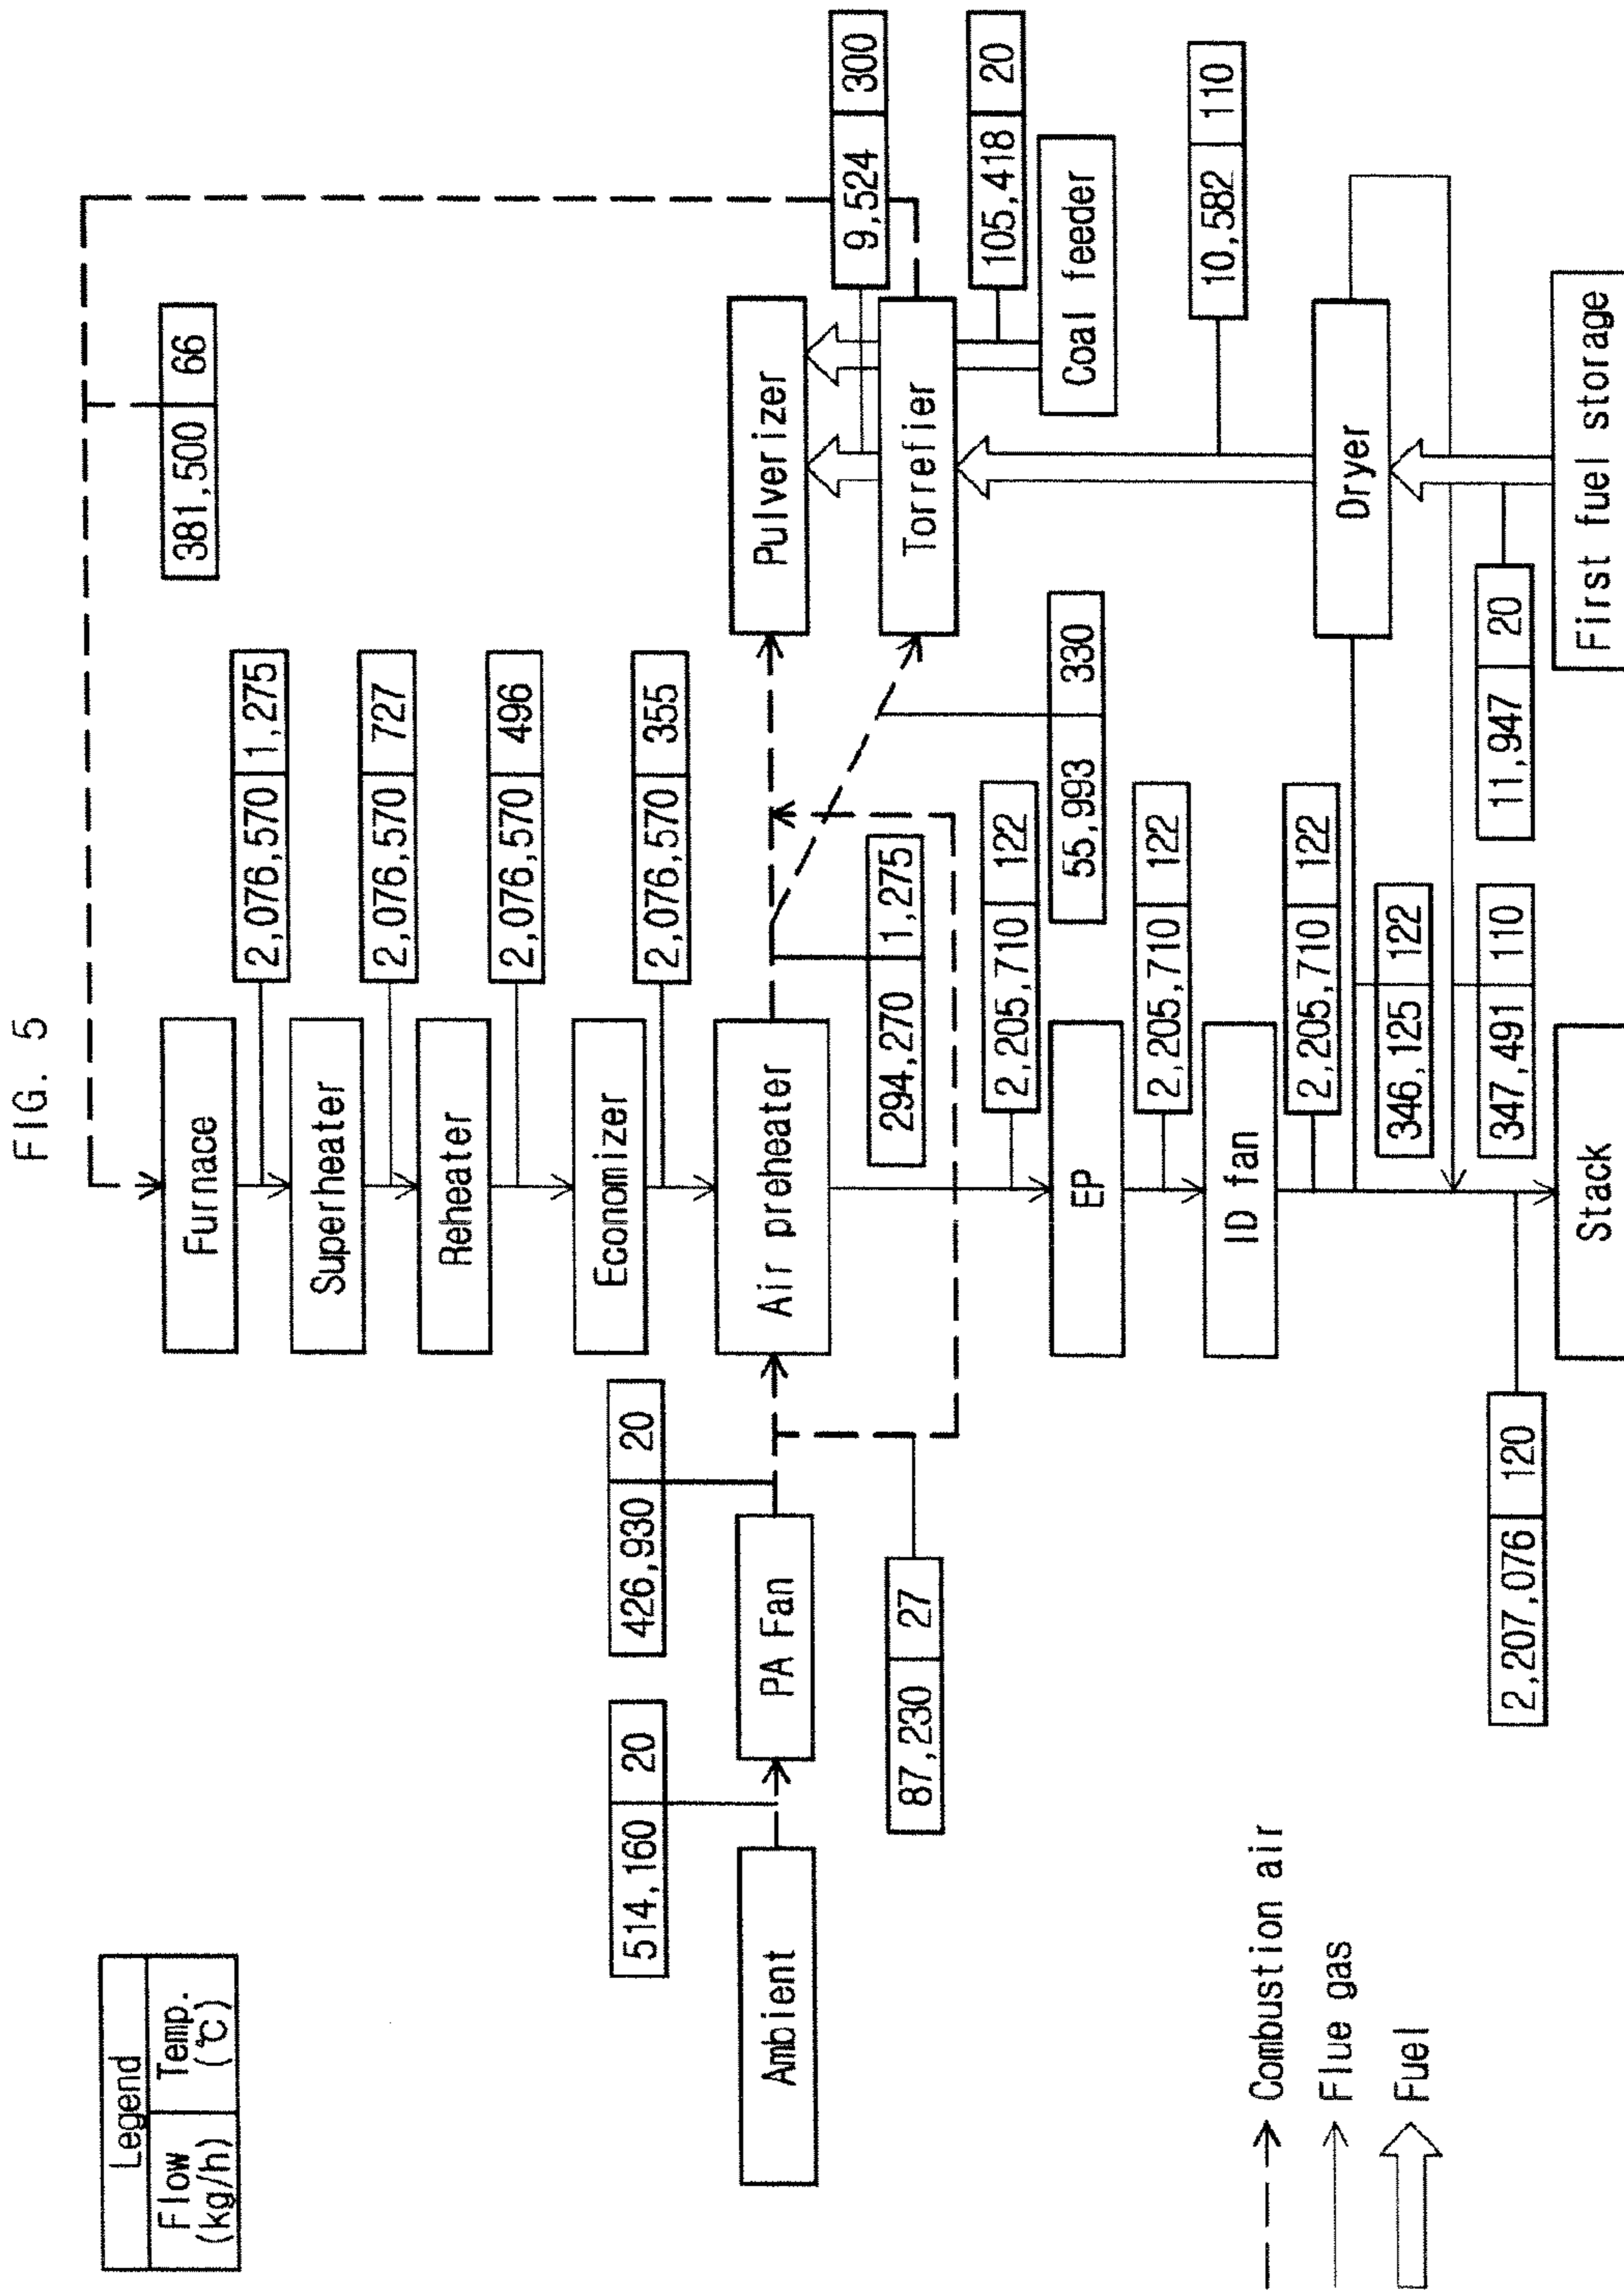 FIG. 5
Legend
Flow
(kg/h)
Temp.
(℃)
381,500 66
Furnace
2,076,570 1,275
Superheater
2,076,570 727
Reheater
2,076,570 496
Economizer
2,076,570 355
514,160 20
426,930 20
Ambient
PA Fan
Air preheater
Pulverizer
9,524 300
87,230 27
294,270 1,275
Torrefier
105,418 20
Coal feeder
2,205,710 122
55,993 330
EP
2,205,710 122
10,582 110
ID fan
2,205,710 122
Dryer
346,125 122
347,491 110
11,947 20
2,207,076 120
Stack
First fuel storage
Combustion air
Flue gas
Fuel